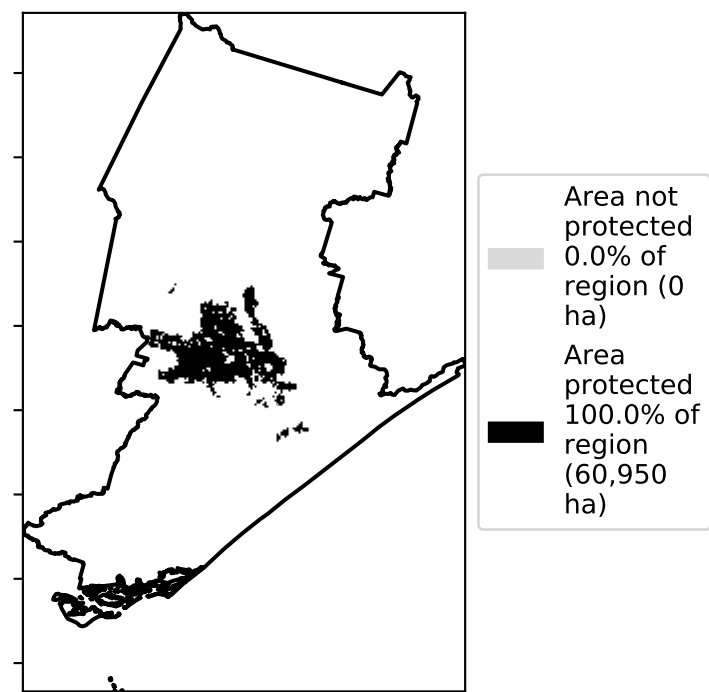 Area not
protected
0.0% of
region (0
ha)
Area
protected
100.0% of
region
(60,950
ha)